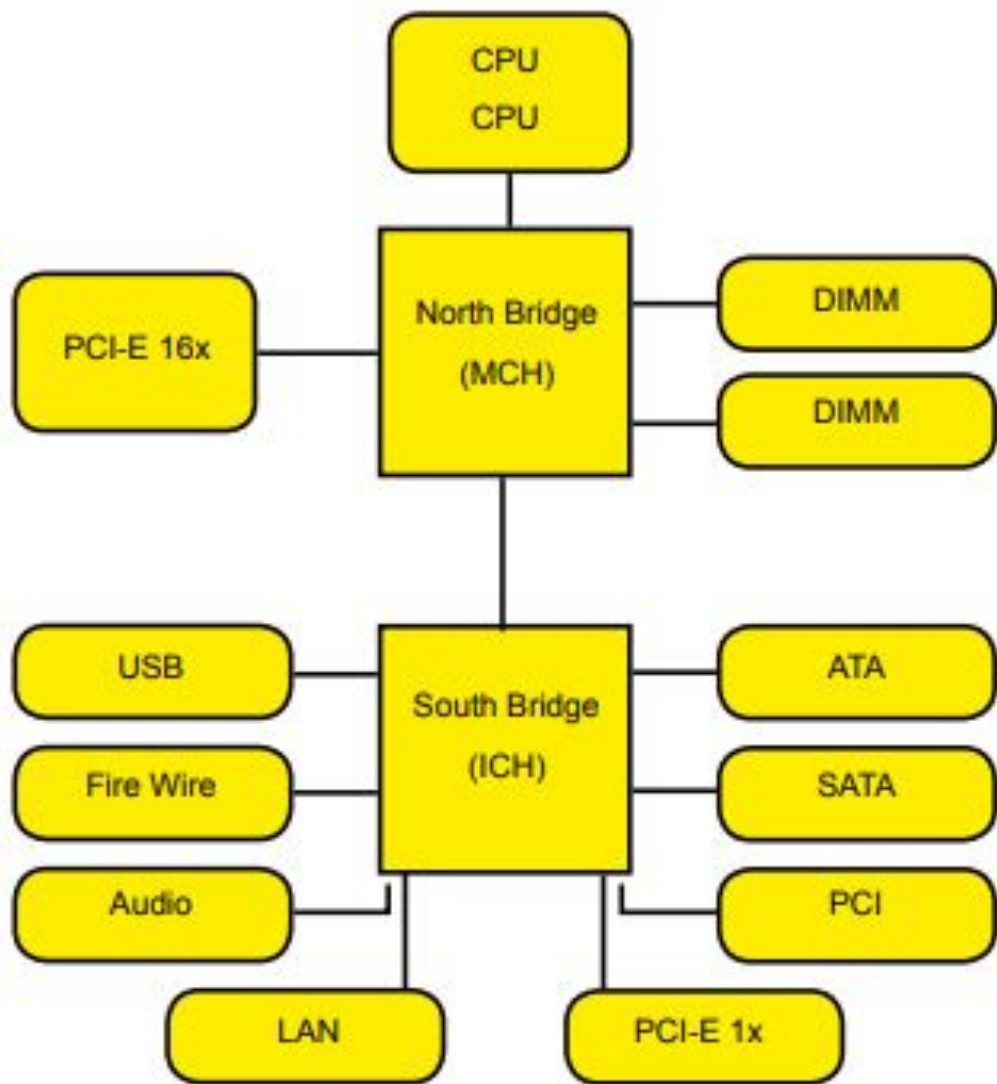 CPU
CPU
PCI-E 16x
North Bridge
(MCH)
DIMM
DIMM
USB
Fire Wire
Audio
South Bridge
(ICH)
ATA
SATA
PCI
LAN
PCI-E 1x